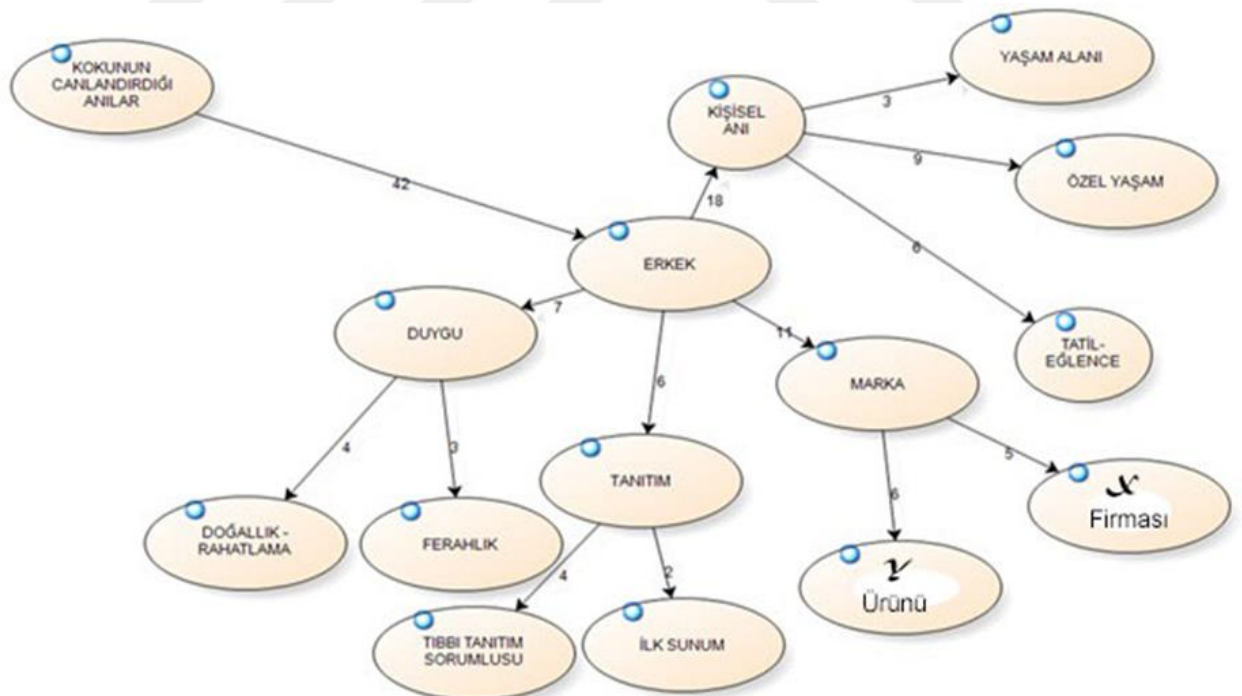 KOKUNUN
CANLANDIRDIĞI
ANILAR
42
ERKEK
18
KİŞİSEL
ANI
3
YAŞAM ALANI
9
ÖZEL YAŞAM
6
TATİL-
EĞLENCE
7
DUYGU
4
DOĞALLIK -
RAHATLAMA
3
FERAHLIK
6
TANITIM
4
TIBBI TANITIM
SORUMLUSU
2
İLK SUNUM
11
MARKA
6
Y
Ürünü
5
X
Firması